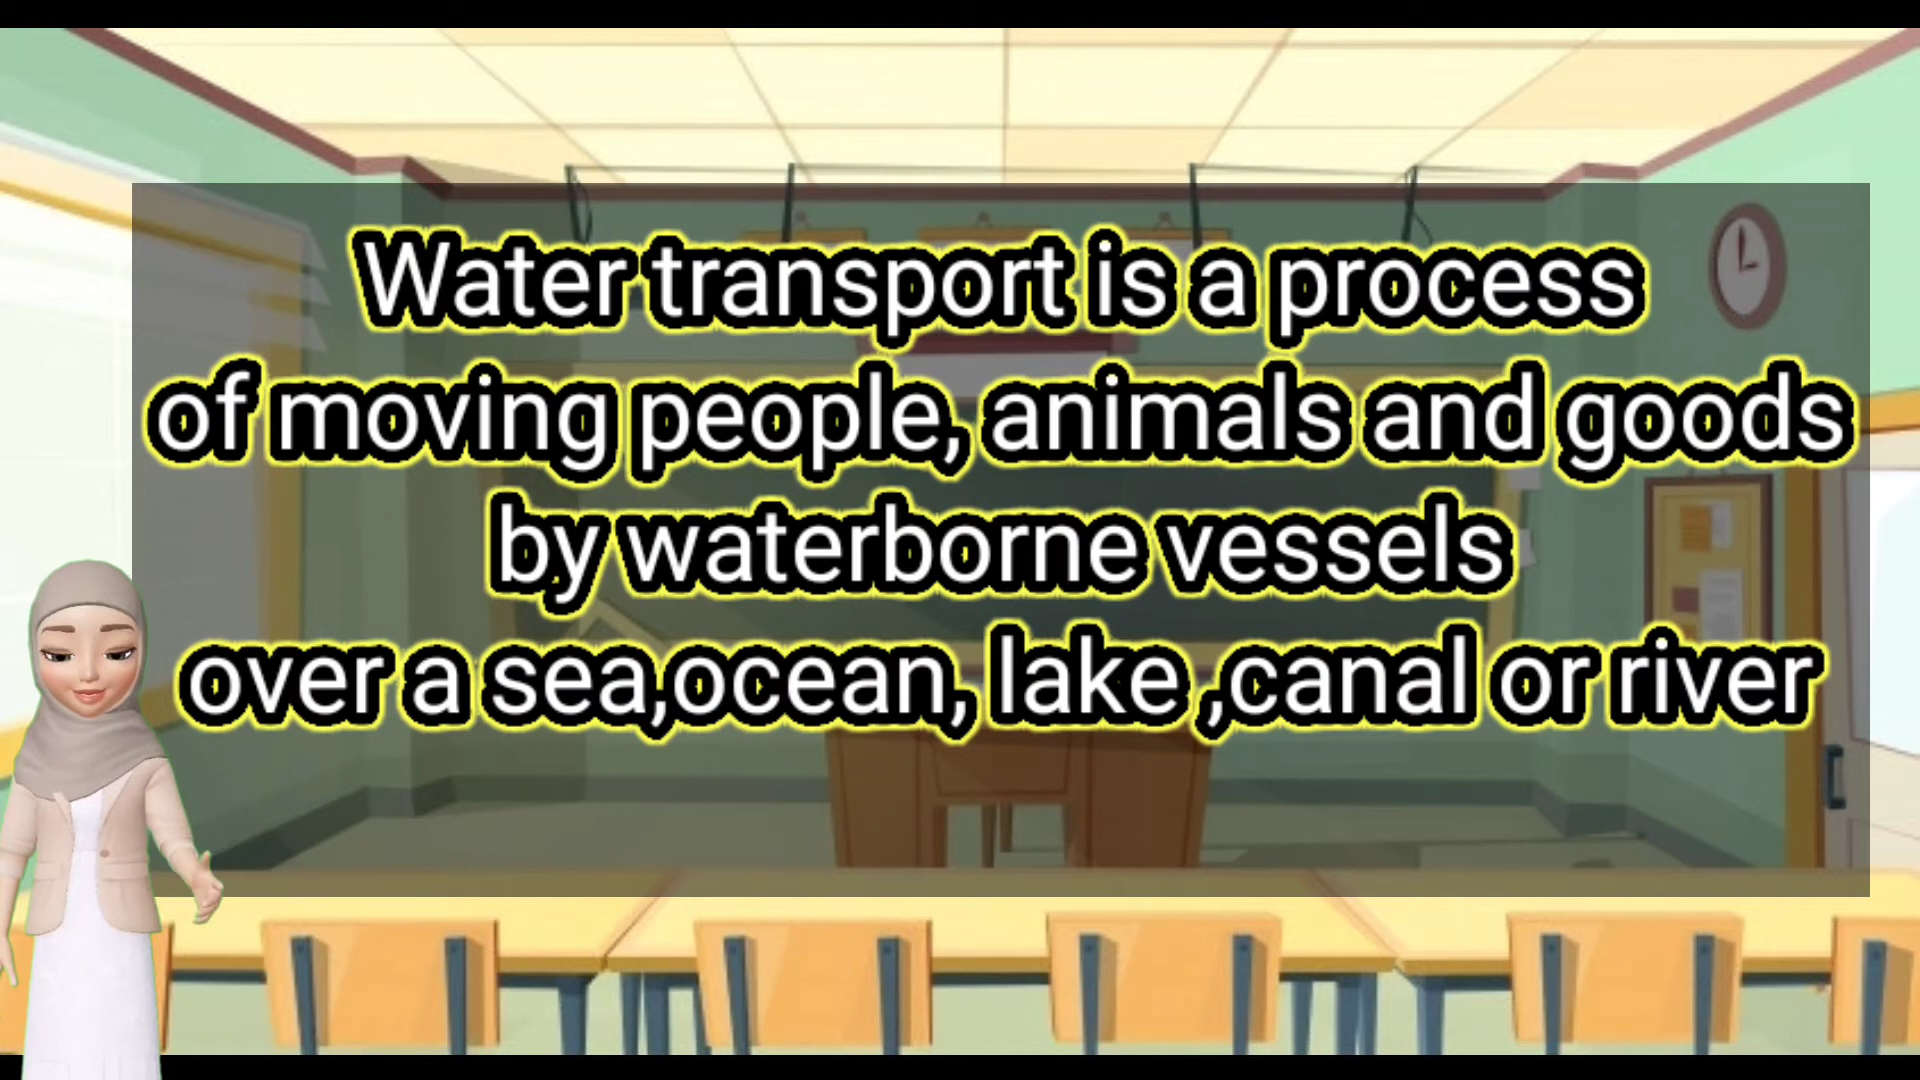 Water transport is a process
of moving people, animals and goods
by waterborne vessels
over a sea,ocean, lake ,canal or river